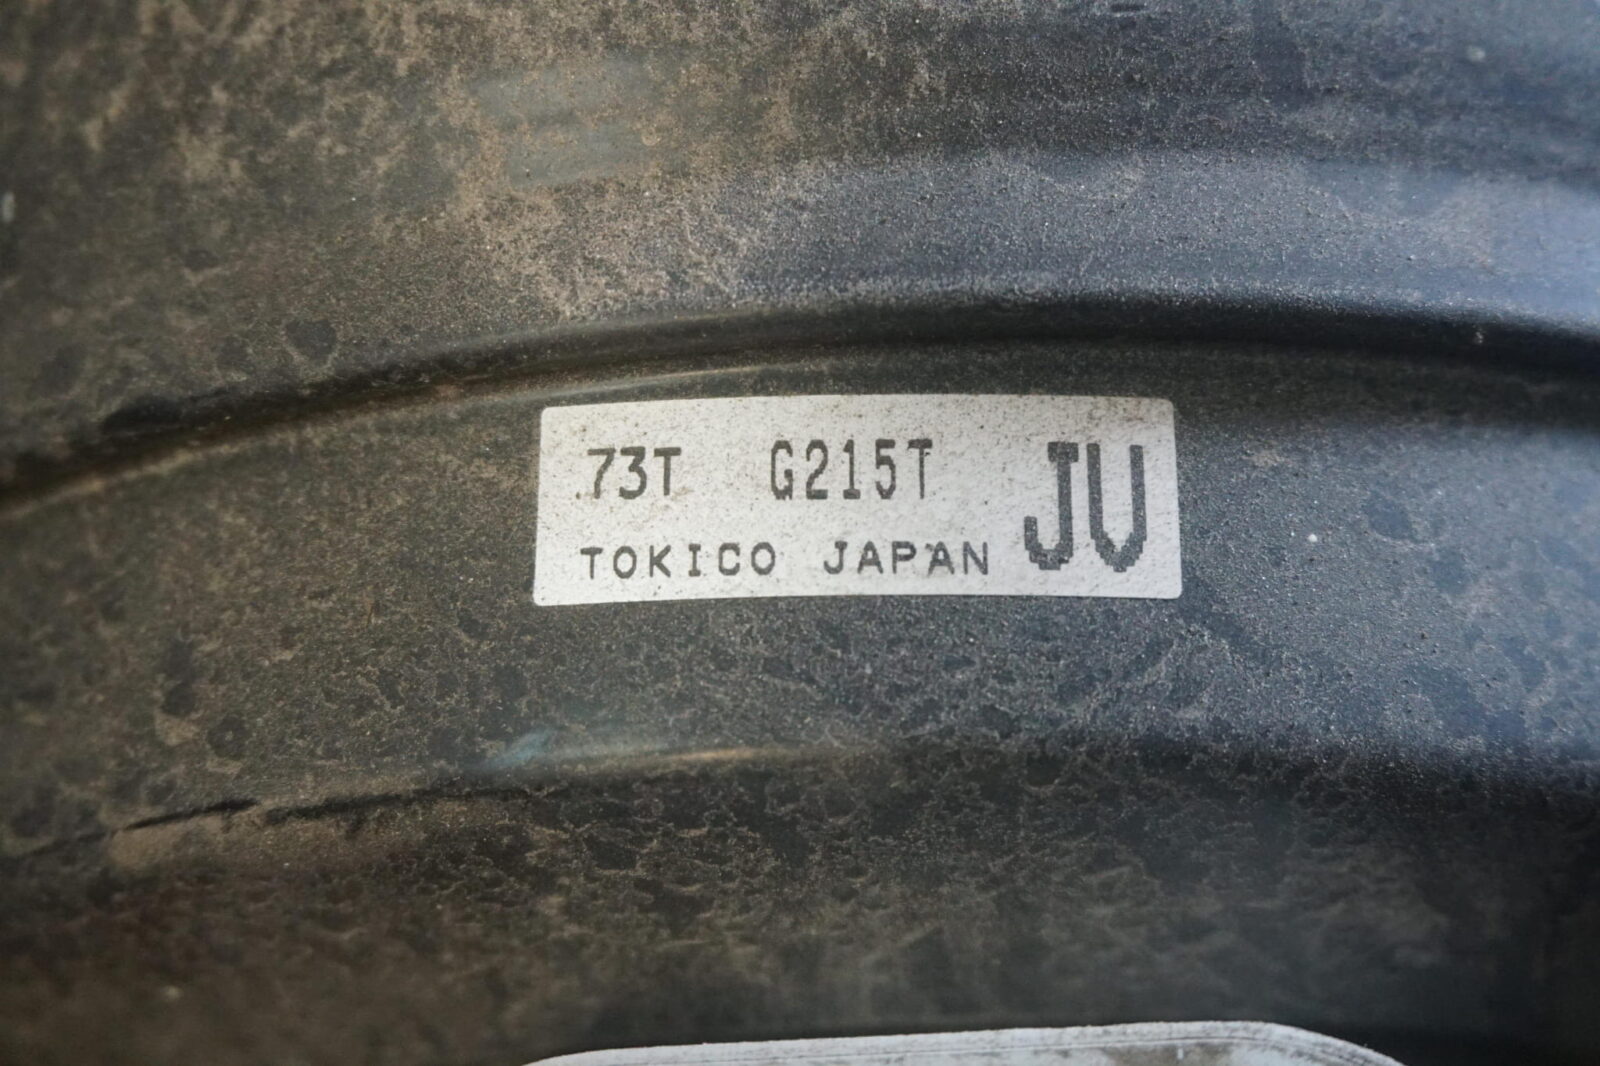 .73T G215T JV
TOKICO JAPAN